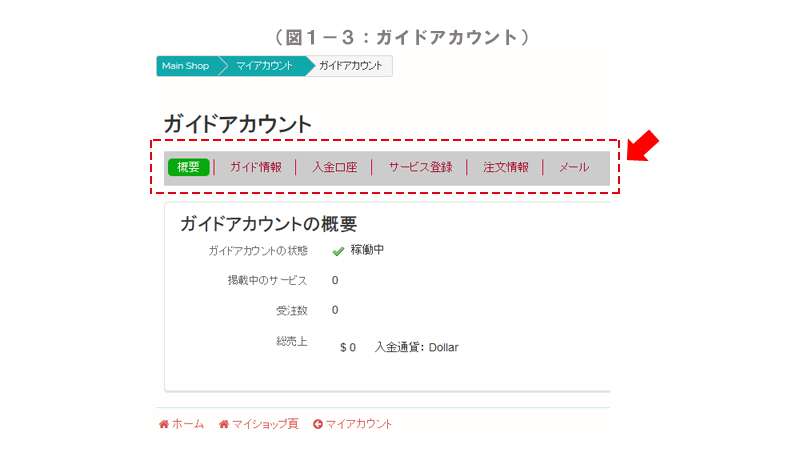 （図１－３：ガイドアカウント）
Main Shop マイアカウント ガイドアカウント
ガイドアカウント
概要 ガイド情報 入金口座 サービス登録 注文情報 メール
ガイドアカウントの概要
ガイドアカウントの状態 稼働中
掲載中のサービス 0
受注数 0
総売上 $ 0 入金通貨: Dollar
ホーム マイショップ頁 マイアカウント